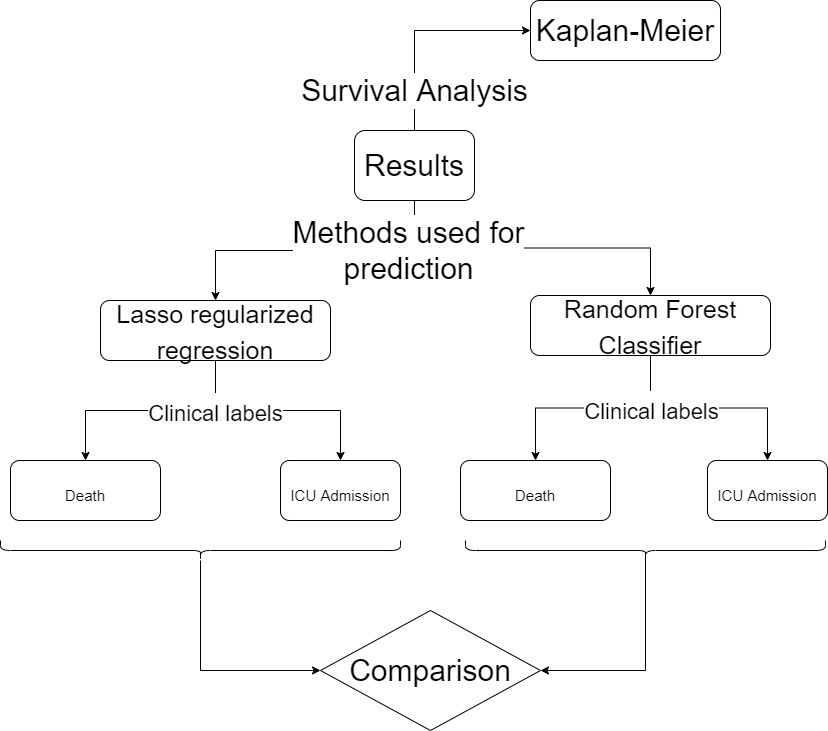 Kaplan-Meier
Survival Analysis
Results
Methods used for
prediction
Lasso regularized
regression
Random Forest
Classifier
Clinical labels
Clinical labels
Death
ICU Admission
Death
ICU Admission
Comparison